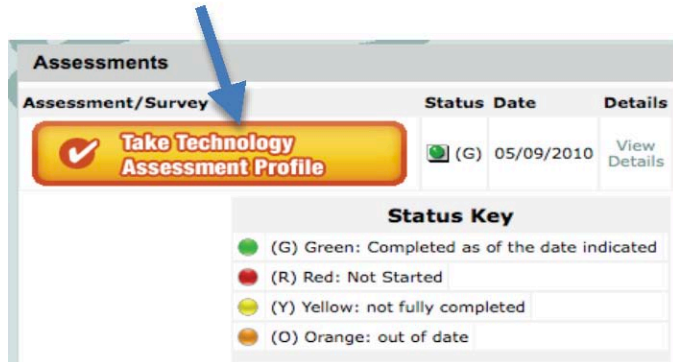 Assessments
Assessment/Survey Status Date Details
Take Technology
Assessment Profile
(G) 05/09/2010 View
Details
Status Key
(G) Green: Completed as of the date indicated
(R) Red: Not Started
(Y) Yellow: not fully completed
(O) Orange: out of date